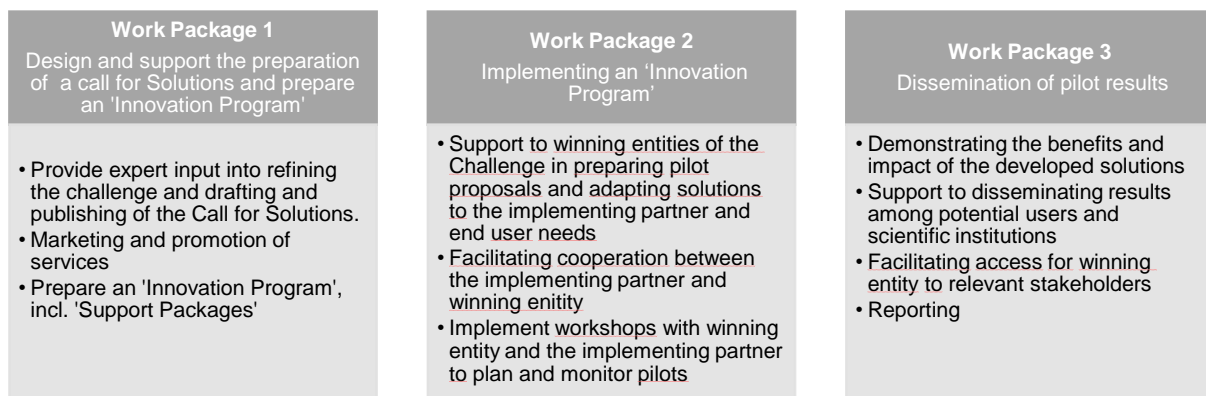 Work Package 1
Design and support the preparation
of a call for Solutions and prepare
an 'Innovation Program'
• Provide expert input into refining
the challenge and drafting and
publishing of the Call for Solutions.
• Marketing and promotion of
services
• Prepare an 'Innovation Program',
incl. 'Support Packages'
Work Package 2
Implementing an ‘Innovation
Program’
• Support to winning entities of the
Challenge in preparing pilot
proposals and adapting solutions
to the implementing partner and
end user needs
• Facilitating cooperation between
the implementing partner and
winning enitity
• Implement workshops with winning
entity and the implementing partner
to plan and monitor pilots
Work Package 3
Dissemination of pilot results
• Demonstrating the benefits and
impact of the developed solutions
• Support to disseminating results
among potential users and
scientific institutions
• Facilitating access for winning
entity to relevant stakeholders
• Reporting